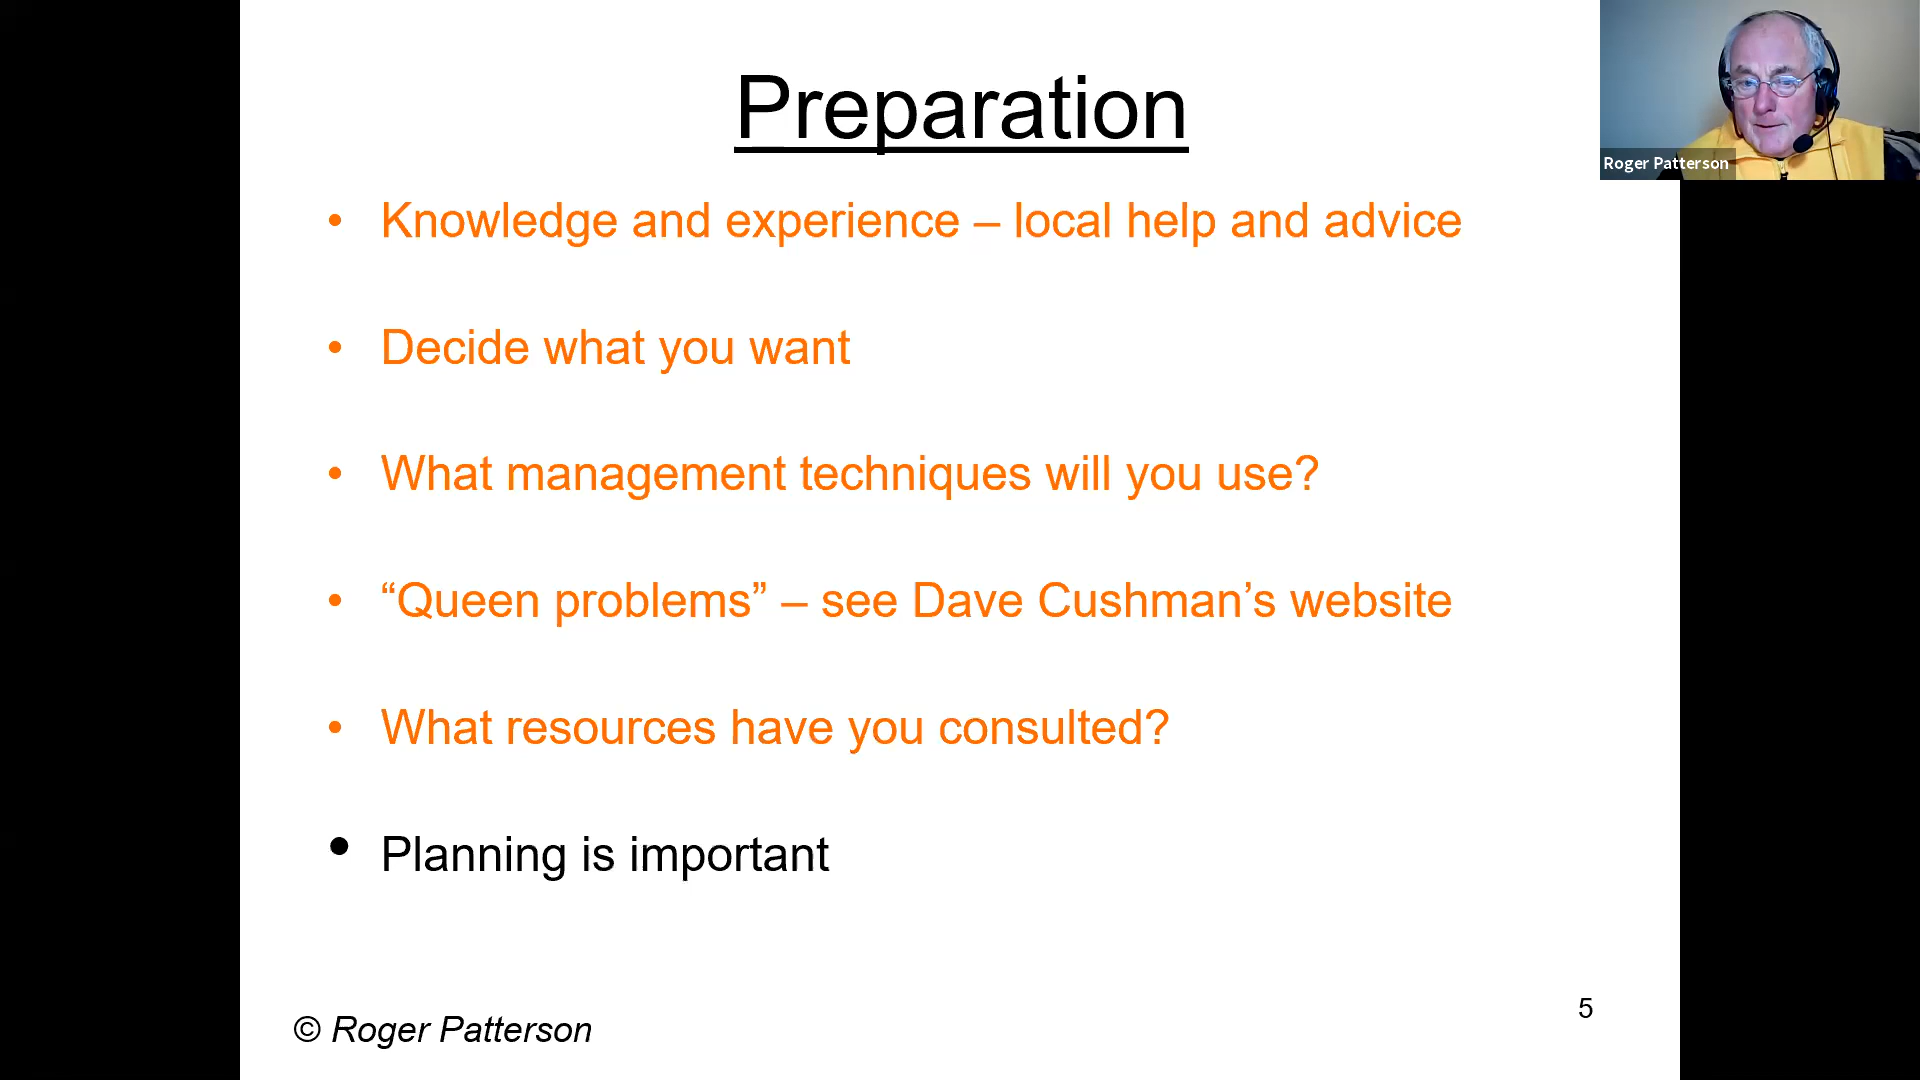 Preparation
Roger Patterson
• Knowledge and experience – local help and advice
• Decide what you want
• What management techniques will you use?
• “Queen problems” – see Dave Cushman’s website
• What resources have you consulted?
• Planning is important
5
© Roger Patterson